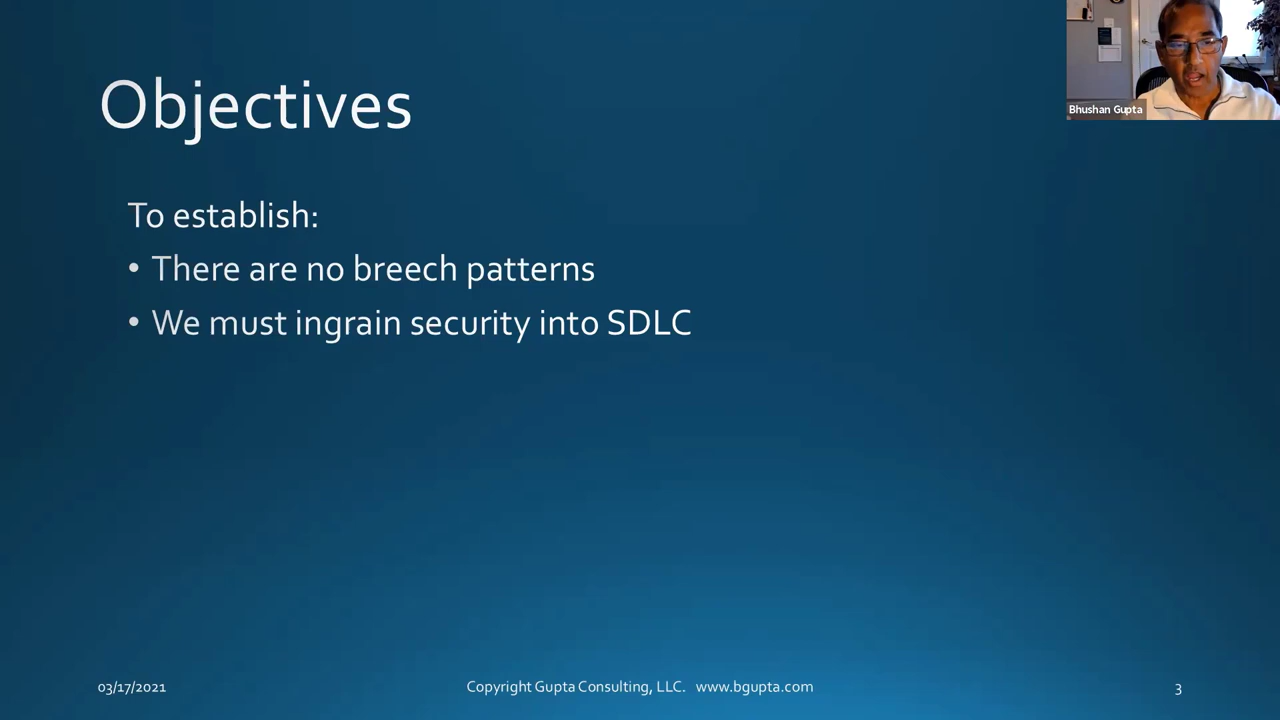 Objectives
Bhushan Gupta
To establish:
• There are no breech patterns
• We must ingrain security into SDLC
03/17/2021
Copyright Gupta Consulting, LLC. www.bgupta.com
3